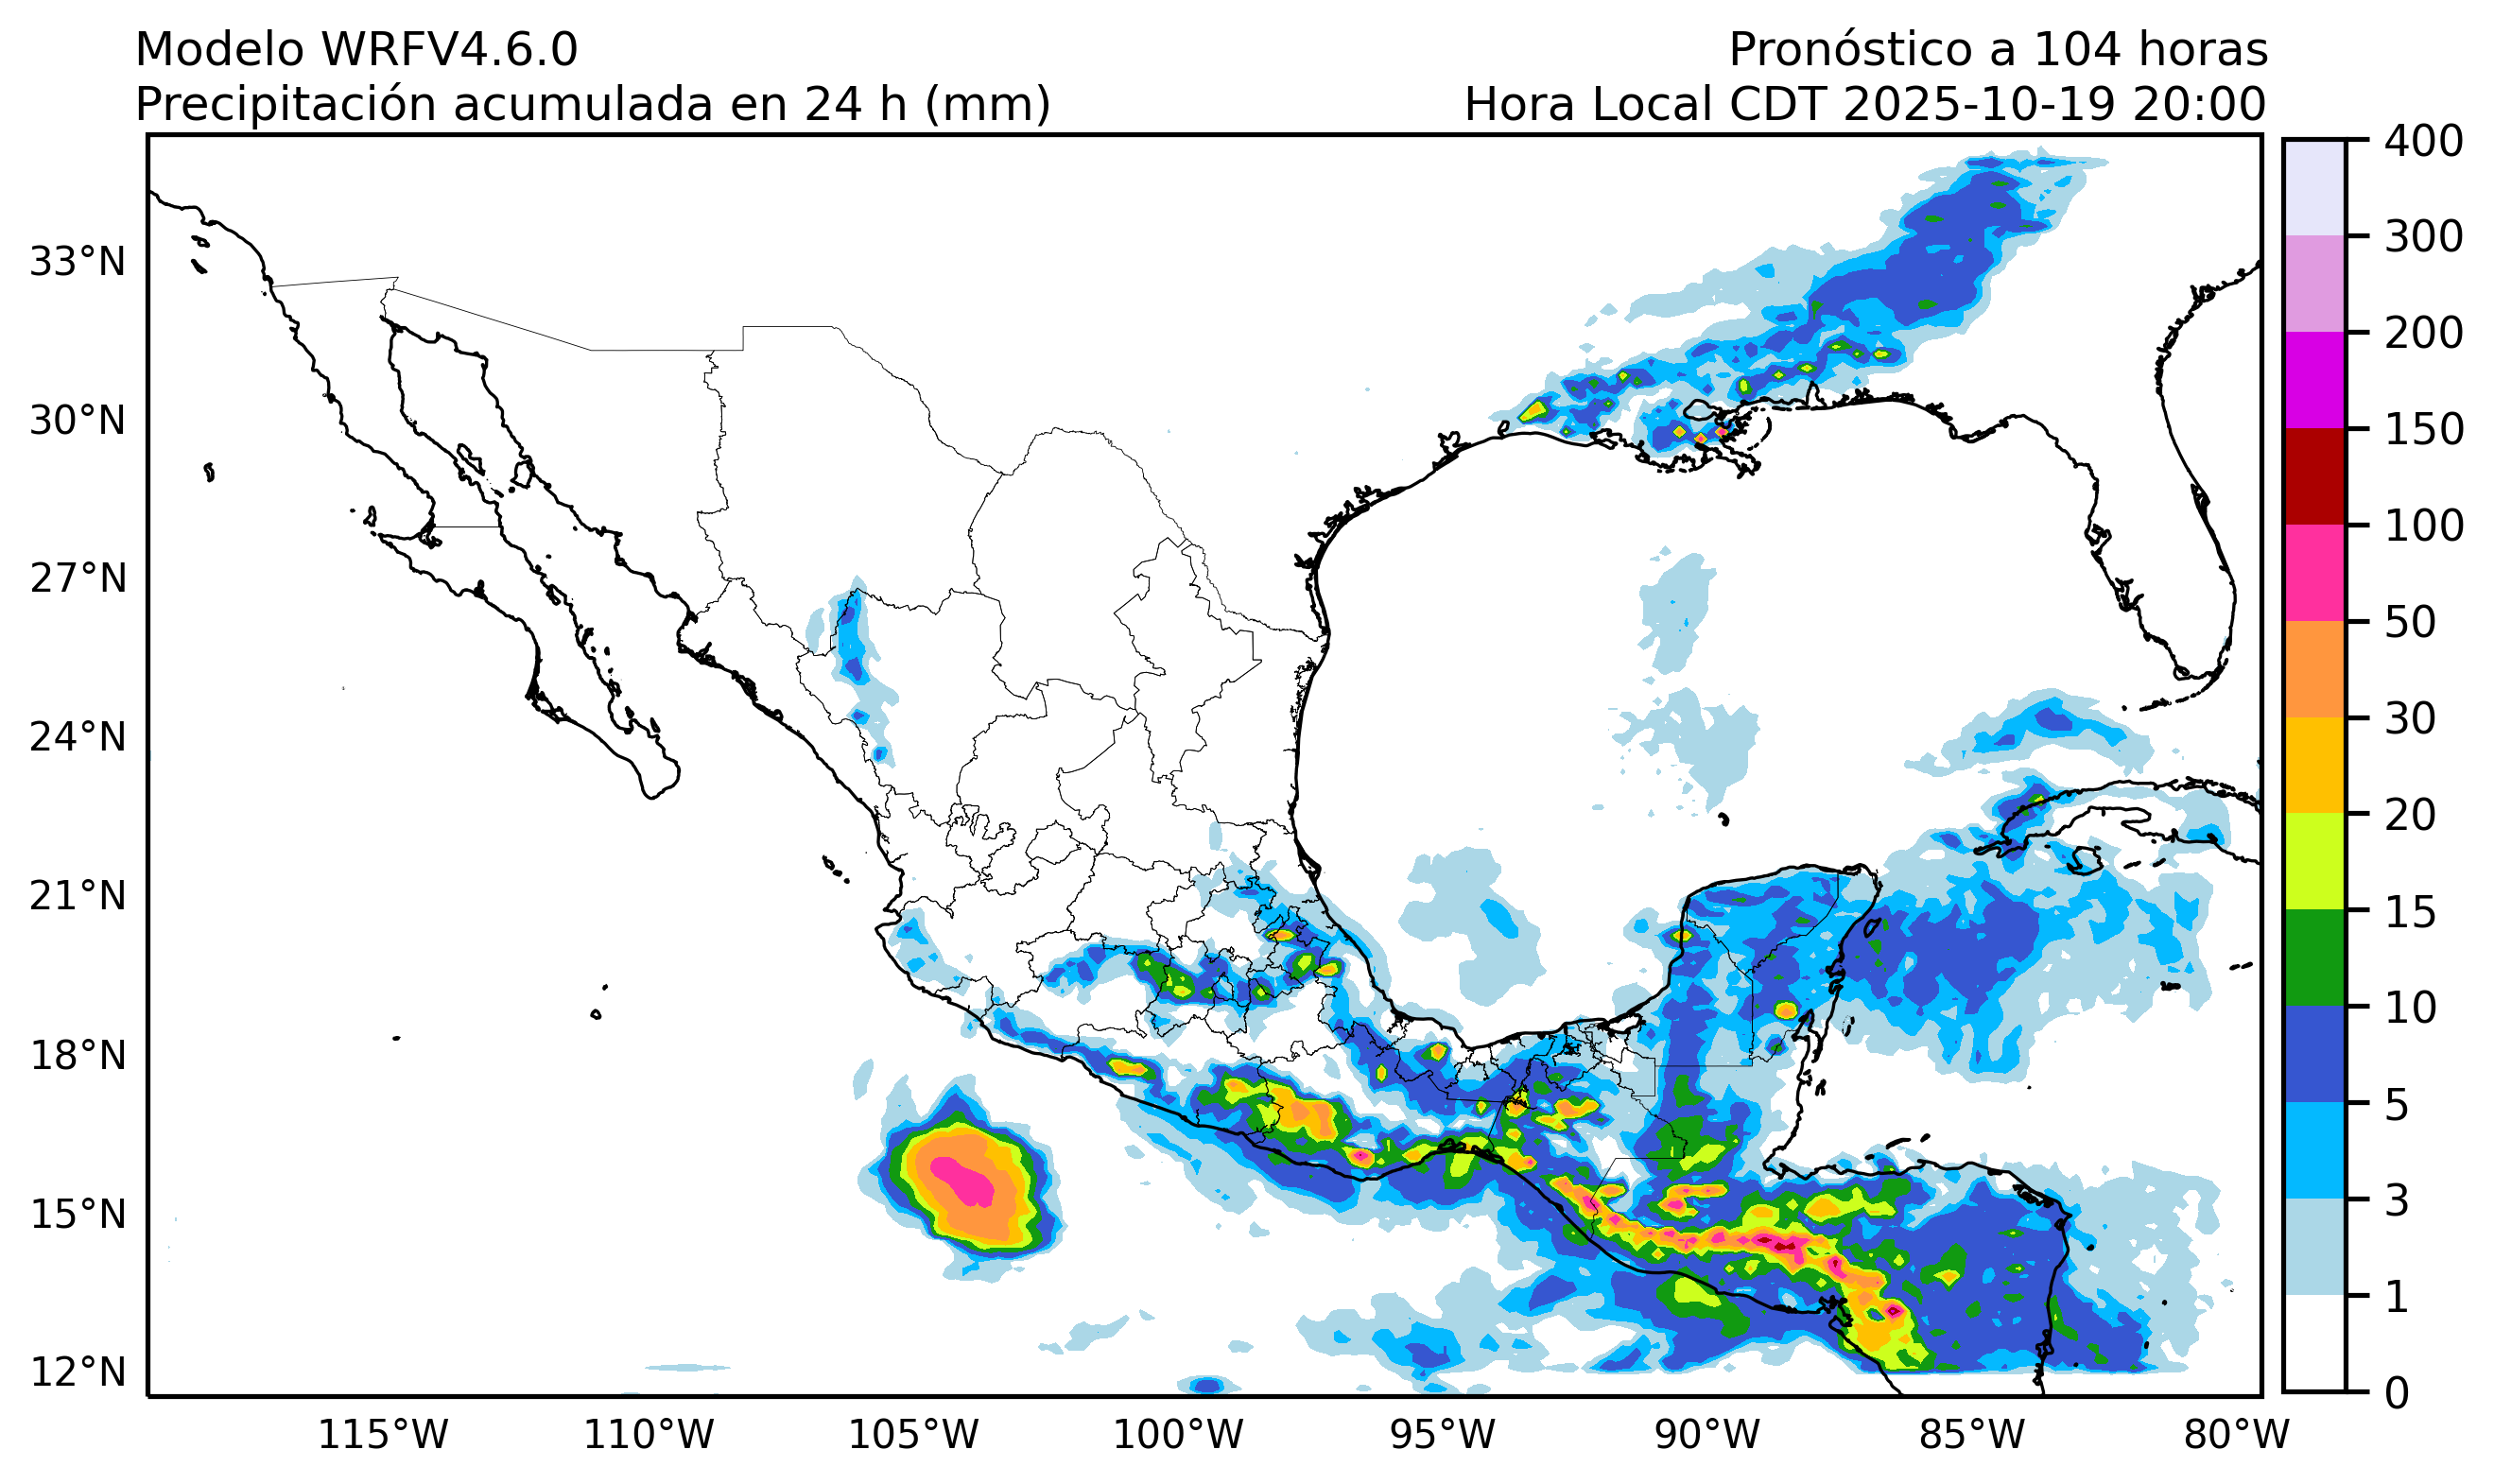 Modelo WRFV4.6.0
Pronóstico a 104 horas
Precipitación acumulada en 24 h (mm)
Hora Local CDT 2025-10-19 20:00
33°N
30°N
27°N
24°N
21°N
18°N
15°N
12°N
115°W
110°W
105°W
100°W
95°W
90°W
85°W
80°W
400
300
200
150
100
50
30
20
15
10
5
3
1
0